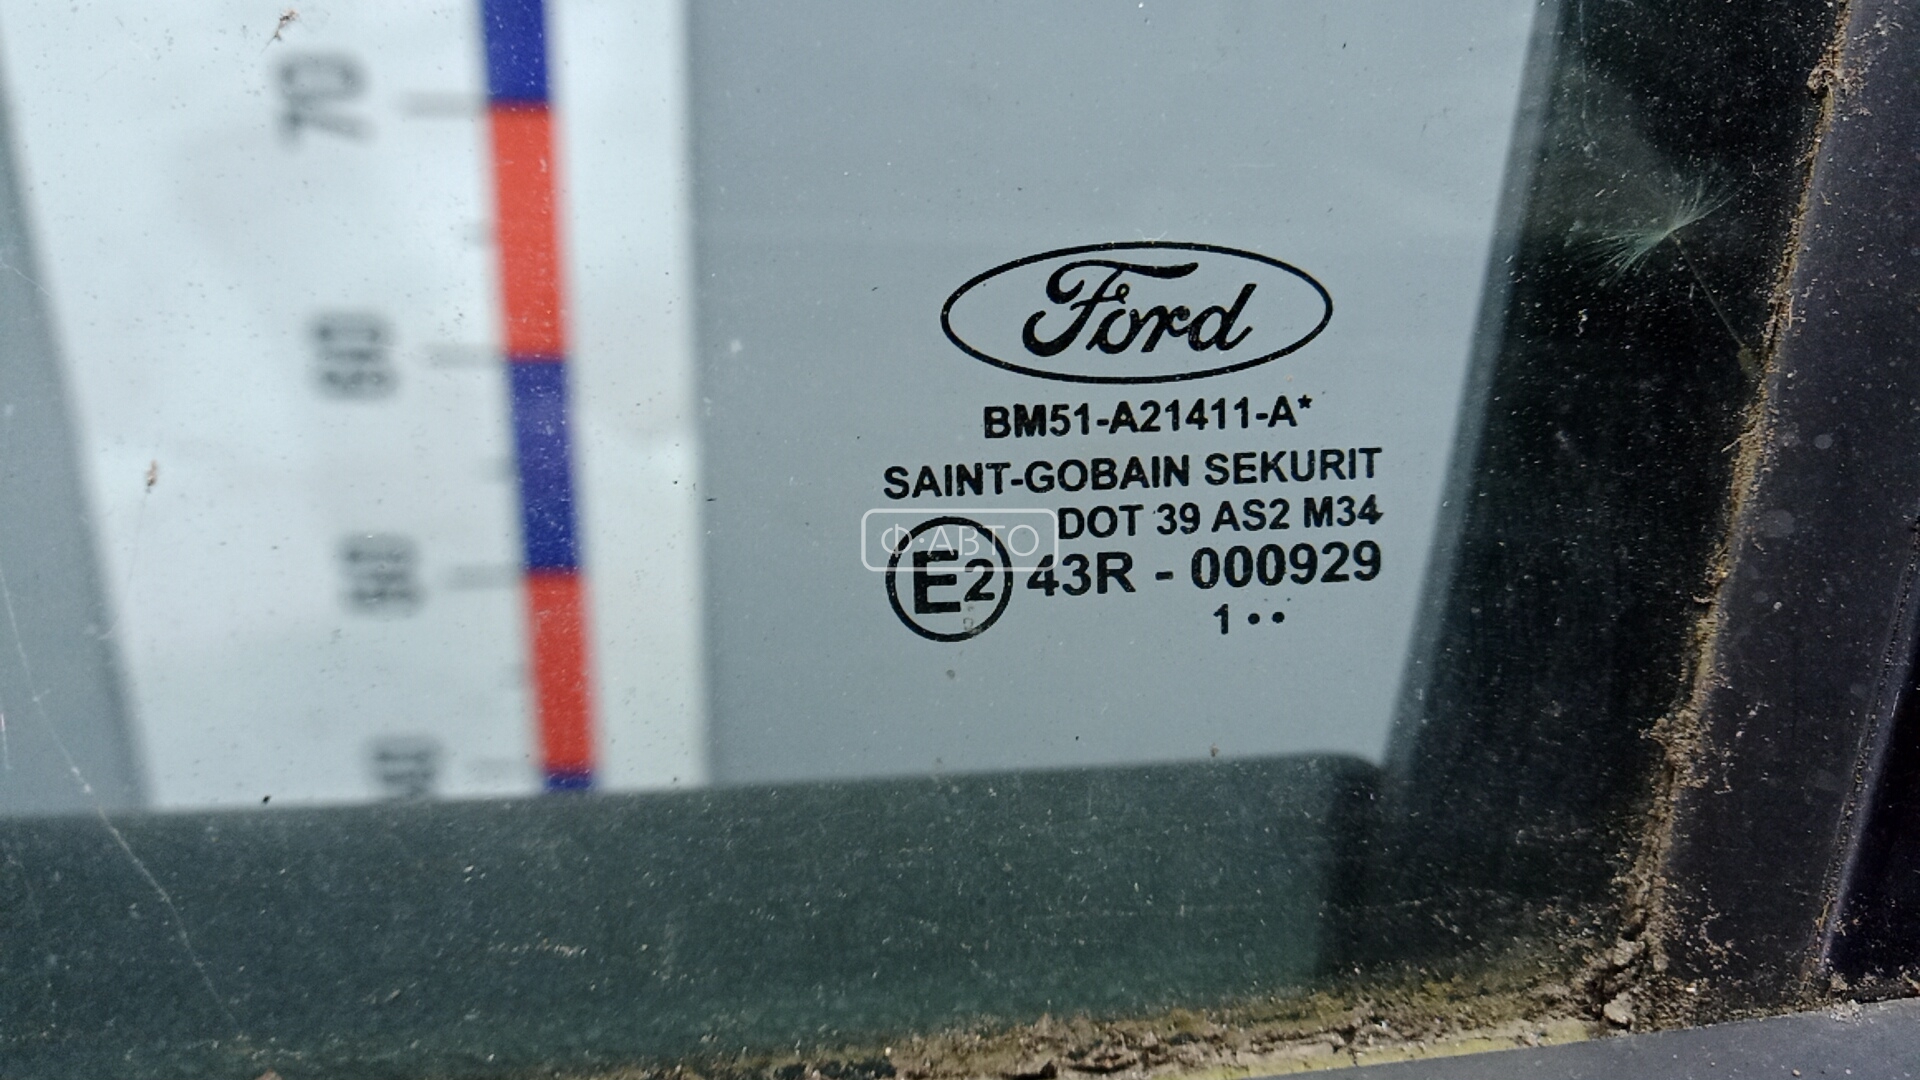 70
Ford
BM51-A21411-A*
SAINT-GOBAIN SEKURIT
DOT 39 AS2 M34
Ф·АВТО
E2 43R - 000929
1 ••